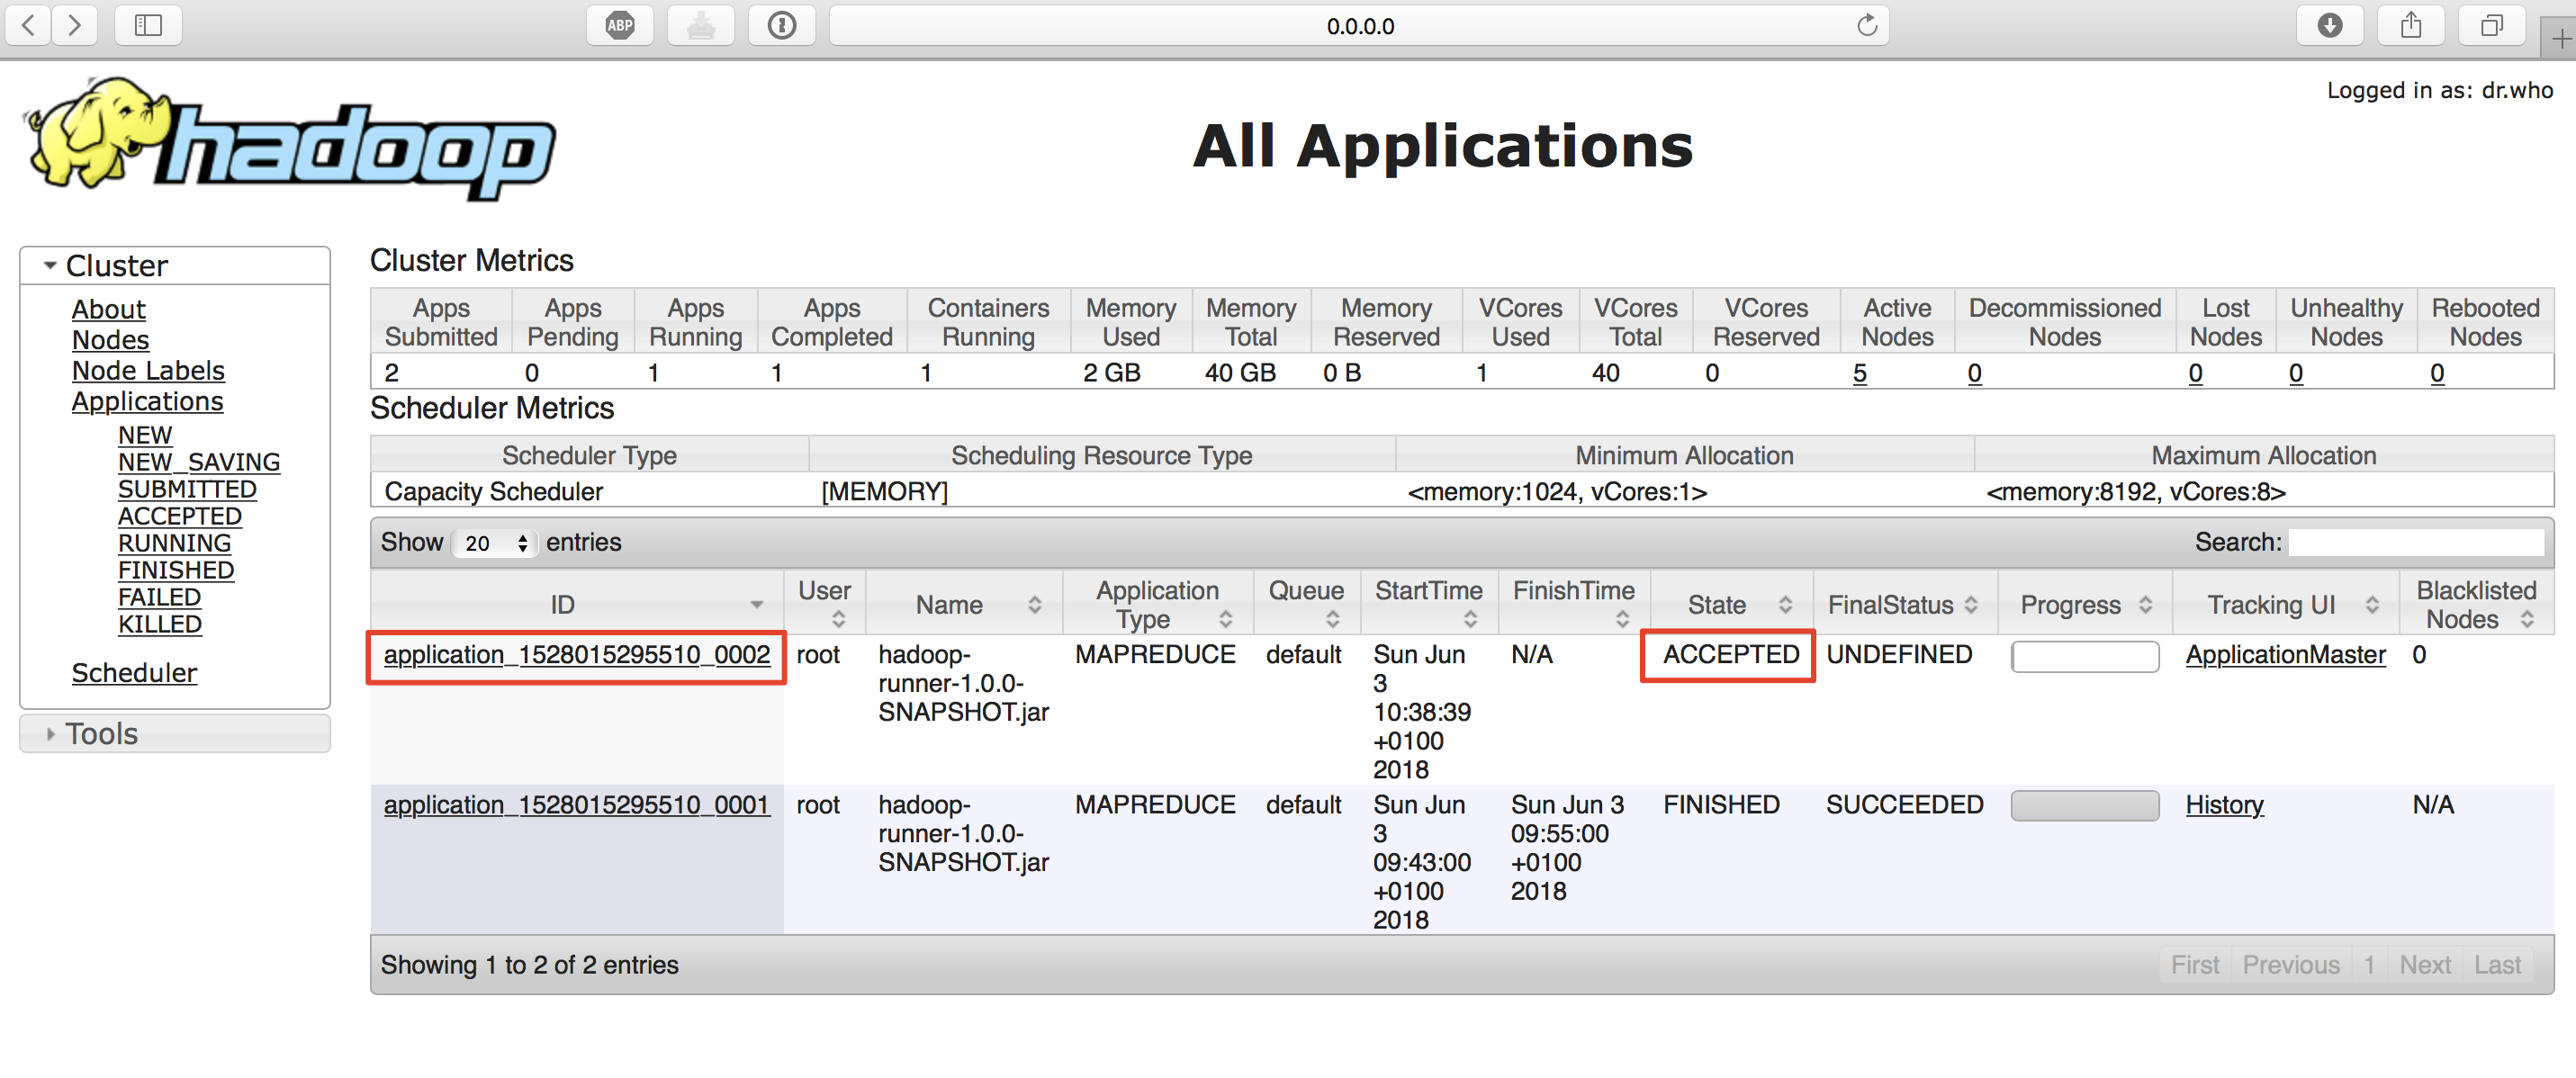 ABP
0.0.0.0
Logged in as: dr.who
hadoop
All Applications
Cluster
About
Nodes
Node Labels
Applications
NEW
NEW_SAVING
SUBMITTED
ACCEPTED
RUNNING
FINISHED
FAILED
KILLED
Scheduler
Tools
Cluster Metrics
Apps Submitted Apps Pending Apps Running Apps Completed Containers Running Memory Used Memory Total Memory Reserved VCores Used VCores Total VCores Reserved Active Nodes Decommissioned Nodes Lost Nodes Unhealthy Nodes Rebooted Nodes
2 0 1 1 1 2 GB 40 GB 0 B 1 40 0 5 0 0 0 0
Scheduler Metrics
Scheduler Type Scheduling Resource Type Minimum Allocation Maximum Allocation
Capacity Scheduler [MEMORY] <memory:1024, vCores:1> <memory:8192, vCores:8>
Show 20 entries Search:
ID User Name Application Type Queue StartTime FinishTime State FinalStatus Progress Tracking UI Blacklisted Nodes
application_1528015295510_0002 root hadoop-runner-1.0.0-SNAPSHOT.jar MAPREDUCE default Sun Jun 3 10:38:39 +0100 2018 N/A ACCEPTED UNDEFINED ApplicationMaster 0
application_1528015295510_0001 root hadoop-runner-1.0.0-SNAPSHOT.jar MAPREDUCE default Sun Jun 3 09:43:00 +0100 2018 Sun Jun 3 09:55:00 +0100 2018 FINISHED SUCCEEDED History N/A
Showing 1 to 2 of 2 entries First Previous 1 Next Last